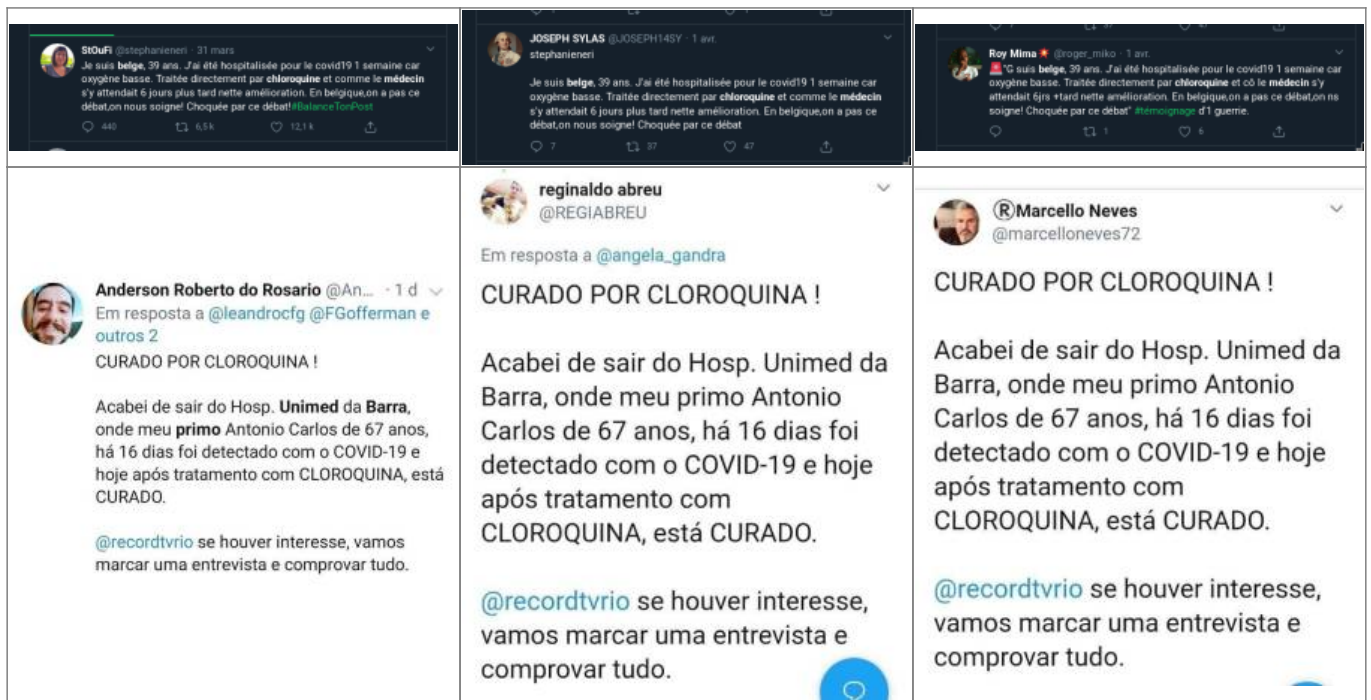 StOuFi @stephanieneri · 31 mars
Je suis belge, 39 ans. J'ai été hospitalisée pour le covid19 1 semaine car
oxygène basse. Traitée directement par chloroquine et comme le médecin
s'y attendait 6 jours plus tard nette amélioration. En belgique,on a pas ce
débat,on nous soigne! Choquée par ce débat!#BalanceTonPost
440 6,5 k 12,1 k
JOSEPH SYLAS @JOSEPH14SY · 1 avr.
stephanieneri
Je suis belge, 39 ans. J'ai été hospitalisée pour le covid19 1 semaine car
oxygène basse. Traitée directement par chloroquine et comme le médecin
s'y attendait 6 jours plus tard nette amélioration. En belgique,on a pas ce
débat,on nous soigne! Choquée par ce débat
7 37 47
Roy Mima @roger_miko · 1 avr.
"G suis belge, 39 ans. J'ai été hospitalisée pour le covid19 1 semaine car
oxygène basse. Traitée directement par chloroquine et cô le médecin s'y
attendait 6jrs +tard nette amélioration. En belgique,on a pas ce débat,on ns
soigne! Choquée par ce débat" #témoignage d'1 guerrie.
1 6
Anderson Roberto do Rosario @An... · 1 d
Em resposta a @leandrocfg @FGofferman e
outros 2
CURADO POR CLOROQUINA !
Acabei de sair do Hosp. Unimed da Barra,
onde meu primo Antonio Carlos de 67 anos,
há 16 dias foi detectado com o COVID-19 e
hoje após tratamento com CLOROQUINA, está
CURADO.
@recordtvrio se houver interesse, vamos
marcar uma entrevista e comprovar tudo.
reginaldo abreu
@REGIABREU
Em resposta a @angela_gandra
CURADO POR CLOROQUINA !
Acabei de sair do Hosp. Unimed da
Barra, onde meu primo Antonio
Carlos de 67 anos, há 16 dias foi
detectado com o COVID-19 e hoje
após tratamento com
CLOROQUINA, está CURADO.
@recordtvrio se houver interesse,
vamos marcar uma entrevista e
comprovar tudo.
®Marcello Neves
@marcelloneves72
CURADO POR CLOROQUINA !
Acabei de sair do Hosp. Unimed da
Barra, onde meu primo Antonio
Carlos de 67 anos, há 16 dias foi
detectado com o COVID-19 e hoje
após tratamento com
CLOROQUINA, está CURADO.
@recordtvrio se houver interesse,
vamos marcar uma entrevista e
comprovar tudo.